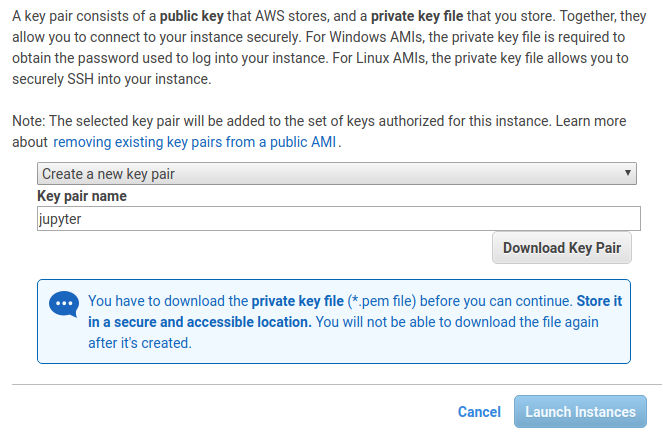 A key pair consists of a public key that AWS stores, and a private key file that you store. Together, they
allow you to connect to your instance securely. For Windows AMIs, the private key file is required to
obtain the password used to log into your instance. For Linux AMIs, the private key file allows you to
securely SSH into your instance.
Note: The selected key pair will be added to the set of keys authorized for this instance. Learn more
about removing existing key pairs from a public AMI.
Create a new key pair
Key pair name
jupyter
Download Key Pair
You have to download the private key file (*.pem file) before you can continue. Store it
in a secure and accessible location. You will not be able to download the file again
after it's created.
Cancel Launch Instances